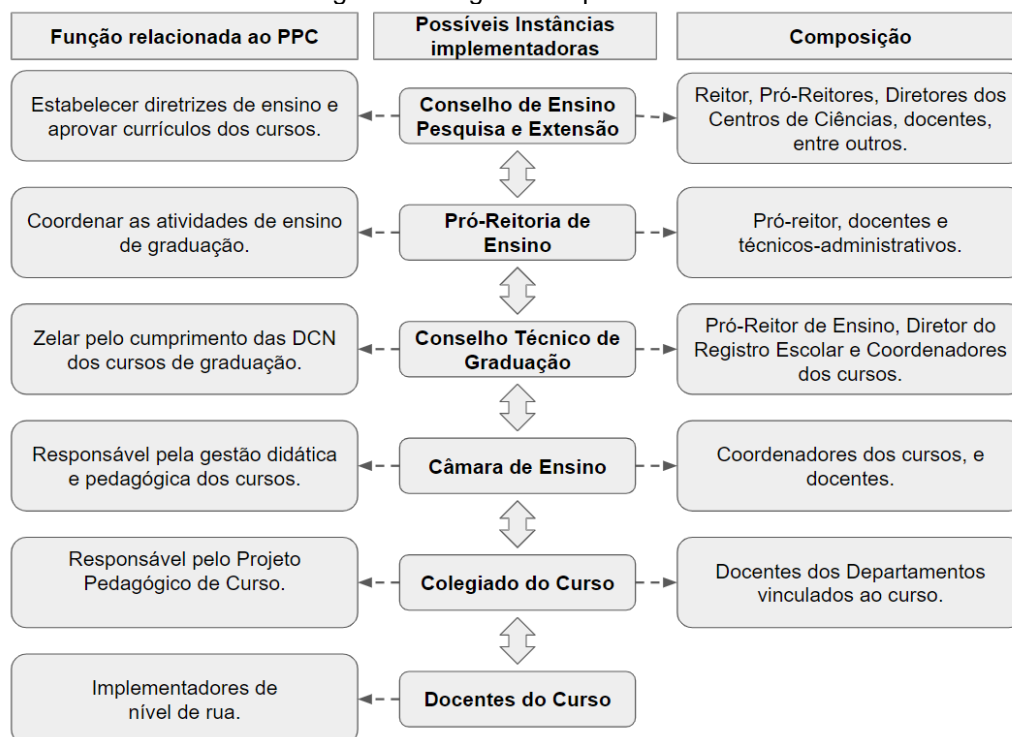 Função relacionada ao PPC
Possíveis Instâncias
implementadoras
Composição
Estabelecer diretrizes de ensino e
aprovar currículos dos cursos.
Conselho de Ensino
Pesquisa e Extensão
Reitor, Pró-Reitores, Diretores dos
Centros de Ciências, docentes,
entre outros.
Coordenar as atividades de ensino
de graduação.
Pró-Reitoria de
Ensino
Pró-reitor, docentes e
técnicos-administrativos.
Zelar pelo cumprimento das DCN
dos cursos de graduação.
Conselho Técnico de
Graduação
Pró-Reitor de Ensino, Diretor do
Registro Escolar e Coordenadores
dos cursos.
Responsável pela gestão didática
e pedagógica dos cursos.
Câmara de Ensino
Coordenadores dos cursos, e
docentes.
Responsável pelo Projeto
Pedagógico de Curso.
Colegiado do Curso
Docentes dos Departamentos
vinculados ao curso.
Implementadores de
nível de rua.
Docentes do Curso